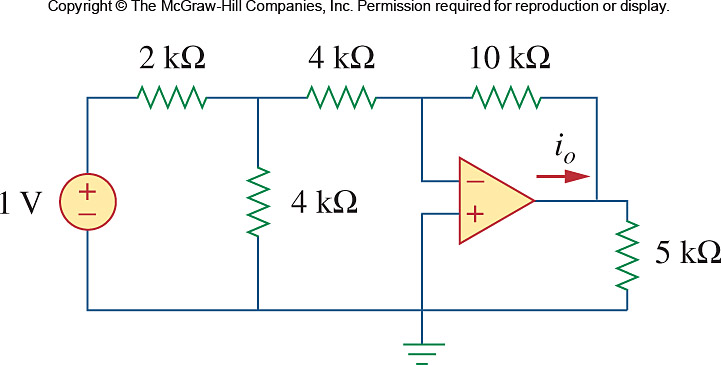 Copyright © The McGraw-Hill Companies, Inc. Permission required for reproduction or display.
2 kΩ 4 kΩ 10 kΩ
i_o
+
−
1 V
−
+
4 kΩ
5 kΩ